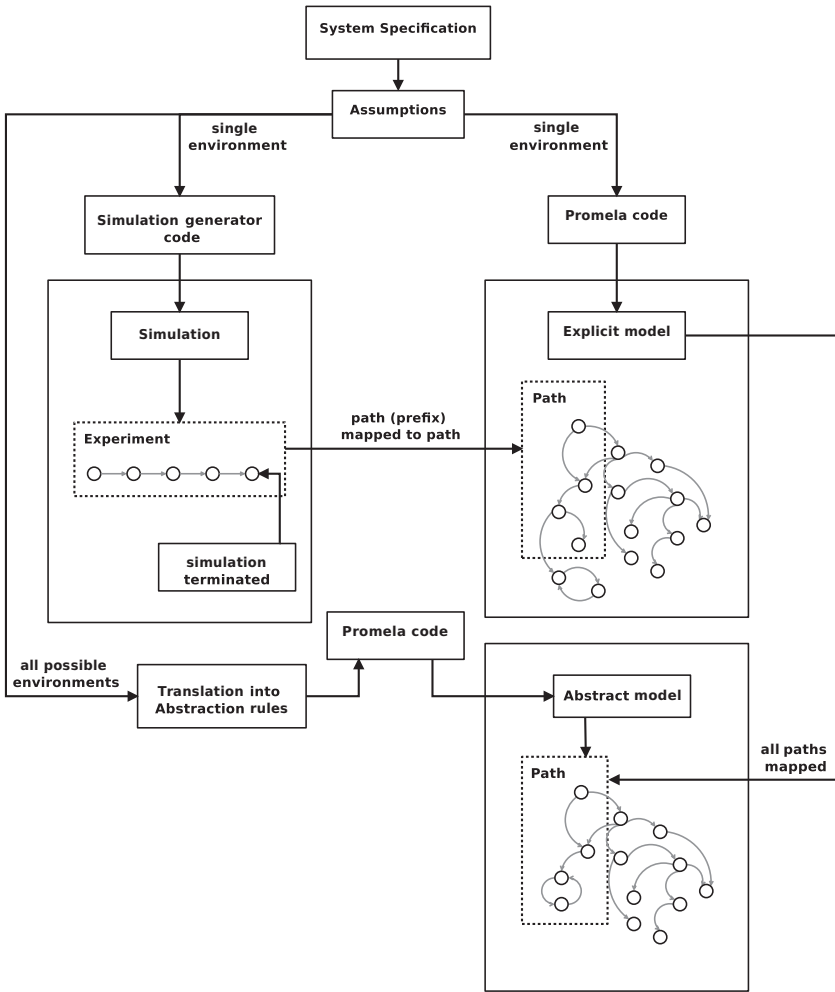 System Specification
Assumptions
single
environment
single
environment
Simulation generator
code
Promela code
Simulation
Explicit model
Experiment
path (prefix)
mapped to path
Path
simulation
terminated
Promela code
all possible
environments
Translation into
Abstraction rules
Abstract model
all paths
mapped
Path